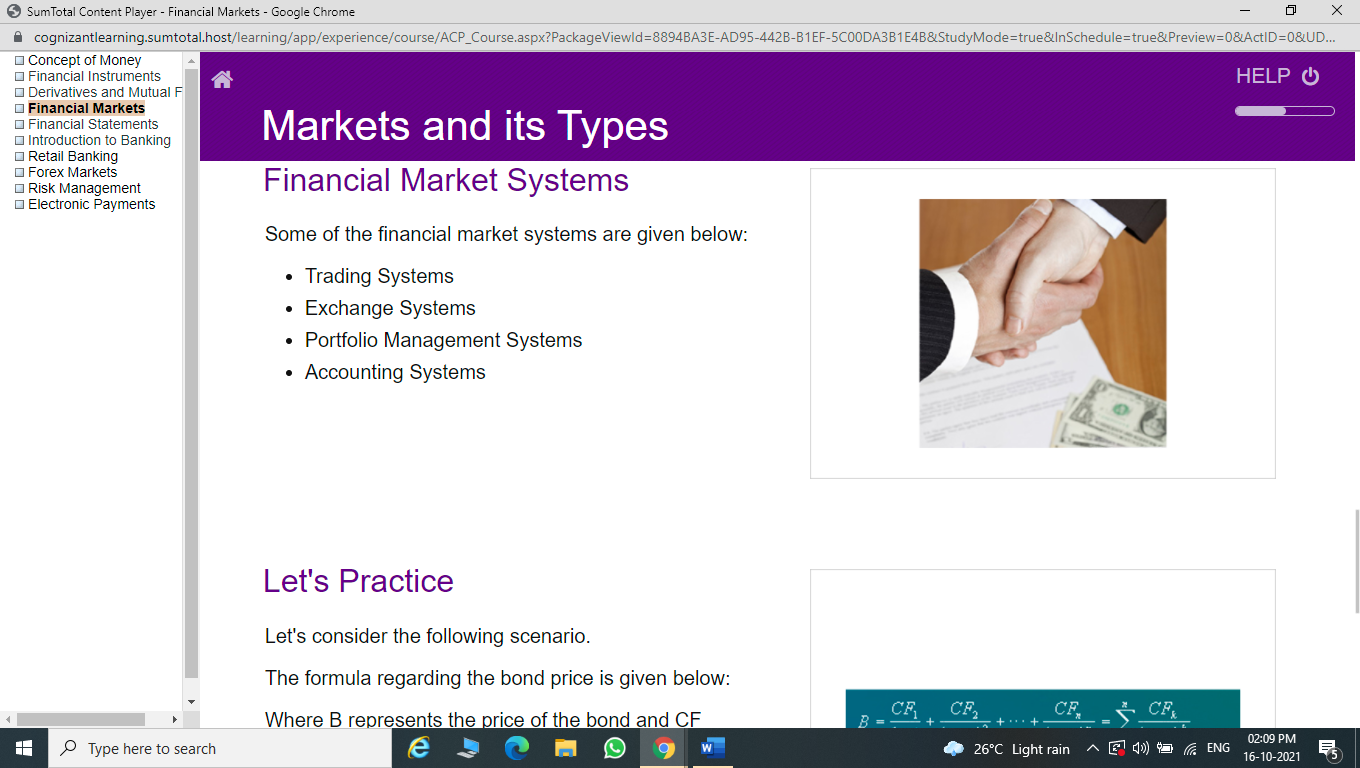 SumTotal Content Player - Financial Markets - Google Chrome
cognizantlearning.sumtotal.host/learning/app/experience/course/ACP_Course.aspx?PackageViewId=8894BA3E-AD95-442B-B1EF-5C00DA3B1E4B&StudyMode=true&InSchedule=true&Preview=0&ActID=0&UD...
Concept of Money
Financial Instruments
Derivatives and Mutual F
Financial Markets
Financial Statements
Introduction to Banking
Retail Banking
Forex Markets
Risk Management
Electronic Payments
HELP
Markets and its Types
Financial Market Systems
Some of the financial market systems are given below:
• Trading Systems
• Exchange Systems
• Portfolio Management Systems
• Accounting Systems
Let's Practice
Let's consider the following scenario.
The formula regarding the bond price is given below:
Where B represents the price of the bond and CF
B = CF₁ + CF₂ + ··· + CFₙ = ⁿ∑ CFₖ
Type here to search
26°C Light rain
ENG
02:09 PM
16-10-2021
5